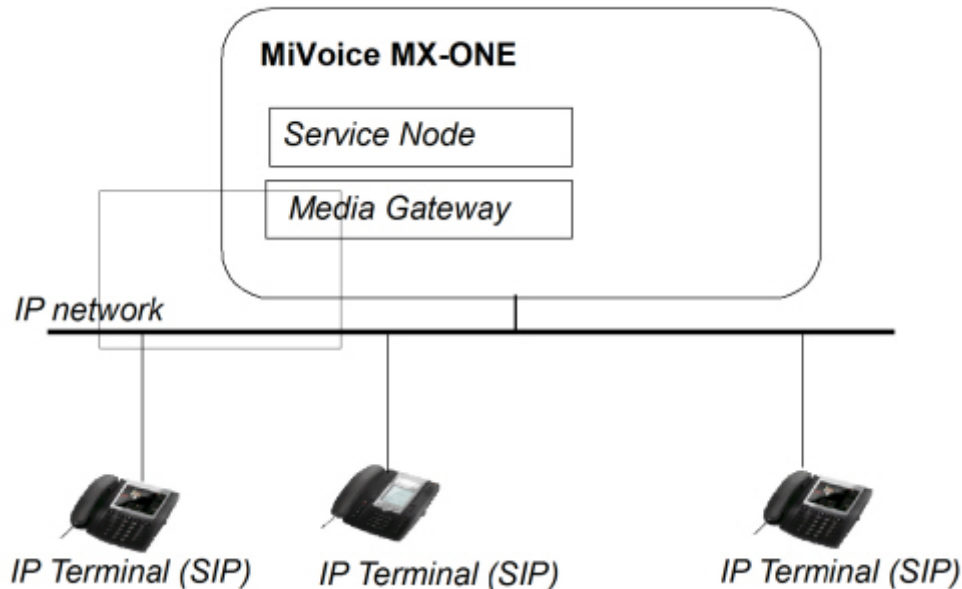 MiVoice MX-ONE
Service Node
Media Gateway
IP network
IP Terminal (SIP)
IP Terminal (SIP)
IP Terminal (SIP)